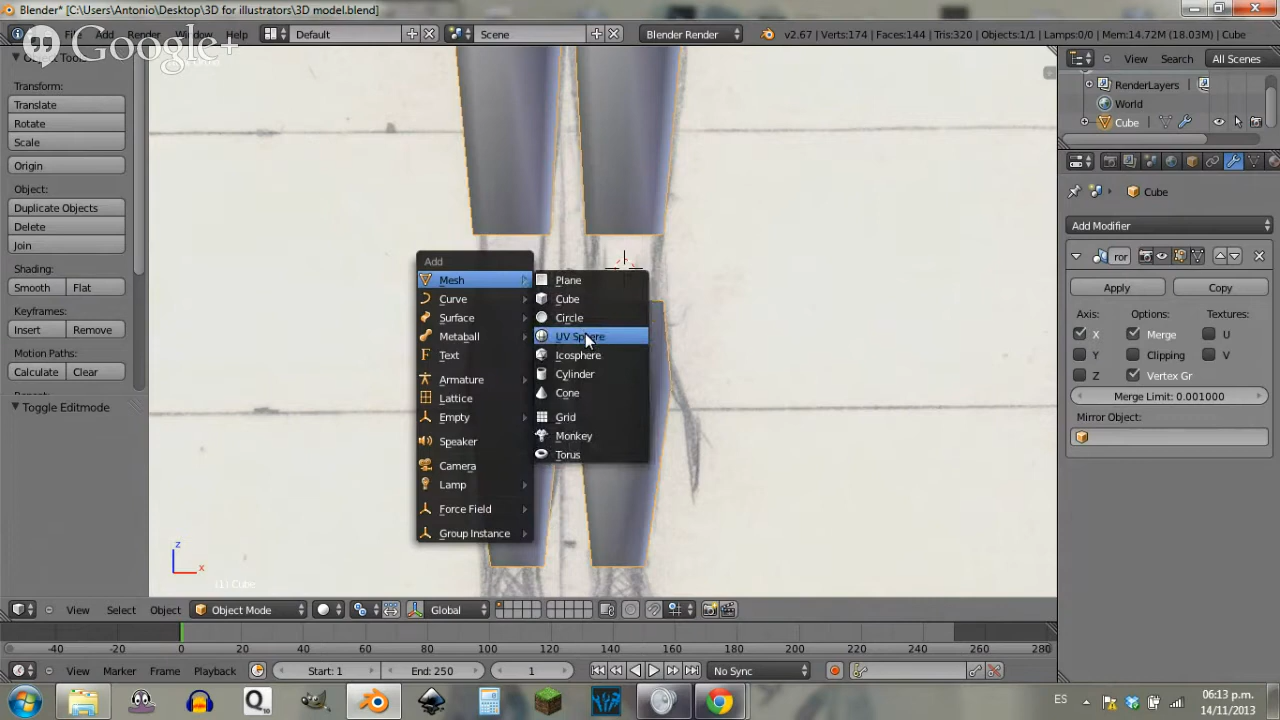 Blender* [C:\Users\Antonio\Desktop\3D for illustrators\3D model.blend]
File Add Render Window Help
Default
Scene
Blender Render
v2.67 | Verts:174 | Faces:144 | Tris:320 | Objects:1/1 | Lamps:0/0 | Mem:14.72M (18.03M) | Cube
Google+
Object Tools
Transform:
Translate
Rotate
Scale
Origin
Object:
Duplicate Objects
Delete
Join
Shading:
Smooth Flat
Keyframes:
Insert Remove
Motion Paths:
Calculate Clear
Toggle Editmode
Add
Mesh
Curve
Surface
Metaball
Text
Armature
Lattice
Empty
Speaker
Camera
Lamp
Force Field
Group Instance
Plane
Cube
Circle
UV Sphere
Icosphere
Cylinder
Cone
Grid
Monkey
Torus
z
x
(1) Cube
View Search All Scenes
RenderLayers
World
Cube
Cube
Add Modifier
ror
Apply Copy
Axis: Options: Textures:
X Merge U
Y Clipping V
Z Vertex Gr
Merge Limit: 0.001000
Mirror Object:
View Select Object Object Mode Global
-40 -20 0 20 40 60 80 100 120 140 160 180 200 220 240 260 280
View Marker Frame Playback Start: 1 End: 250 1 No Sync
ES
06:13 p.m.
14/11/2013